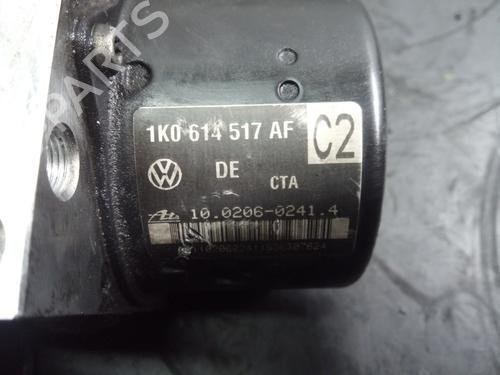 1K0 614 517 AF C2
DE
CTA
10.0206-0241.4
PARTS